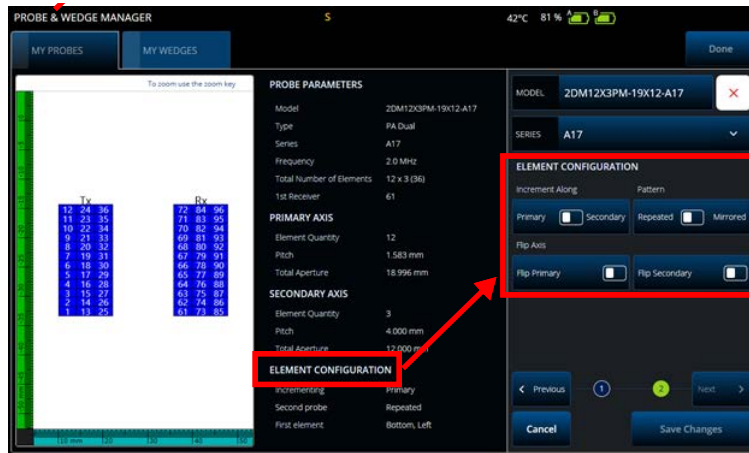 PROBE & WEDGE MANAGER S 42°C 81 % A B
MY PROBES MY WEDGES Done
To zoom use the zoom key
Tx Rx
12 24 36 72 84 96
11 23 35 71 83 95
10 22 34 70 82 94
9 21 33 69 81 93
8 20 32 68 80 92
7 19 31 67 79 91
6 18 30 66 78 90
5 17 29 65 77 89
4 16 28 64 76 88
3 15 27 63 75 87
2 14 26 62 74 86
1 13 25 61 73 85
10 mm 20 30 40 50
PROBE PARAMETERS
Model 2DM12X3PM-19X12-A17
Type PA Dual
Series A17
Frequency 2.0 MHz
Total Number of Elements 12 x 3 (36)
1st Receiver 61
PRIMARY AXIS
Element Quantity 12
Pitch 1.583 mm
Total Aperture 18.996 mm
SECONDARY AXIS
Element Quantity 3
Pitch 4.000 mm
Total Aperture 12.000 mm
ELEMENT CONFIGURATION
Incrementing Primary
Second probe Repeated
First element Bottom, Left
MODEL 2DM12X3PM-19X12-A17
SERIES A17
ELEMENT CONFIGURATION
Increment Along Pattern
Primary Secondary Repeated Mirrored
Flip Axis
Flip Primary Flip Secondary
Previous 1 2 Next
Cancel Save Changes